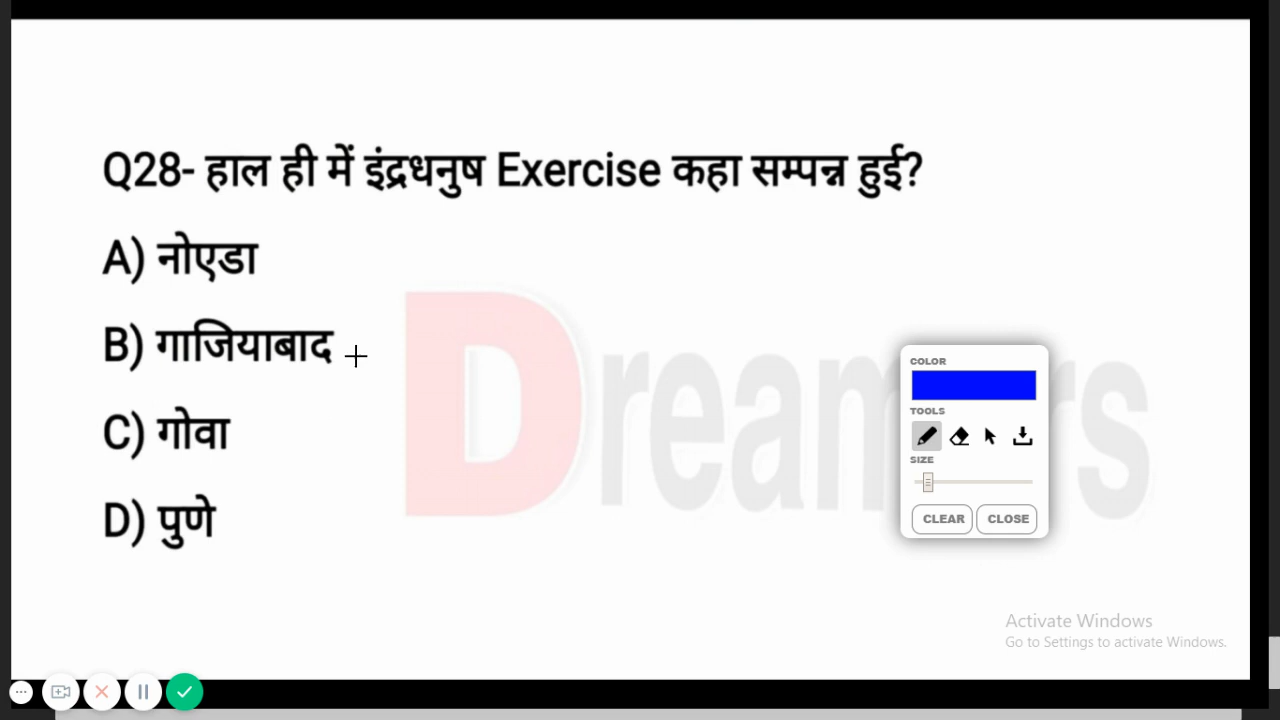 Q28- हाल ही में इंद्रधनुष Exercise कहा सम्पन्न हुई?
A) नोएडा
B) गाजियाबाद
C) गोवा
D) पुणे
Dreamers
COLOR
TOOLS
SIZE
CLEAR CLOSE
Activate Windows
Go to Settings to activate Windows.